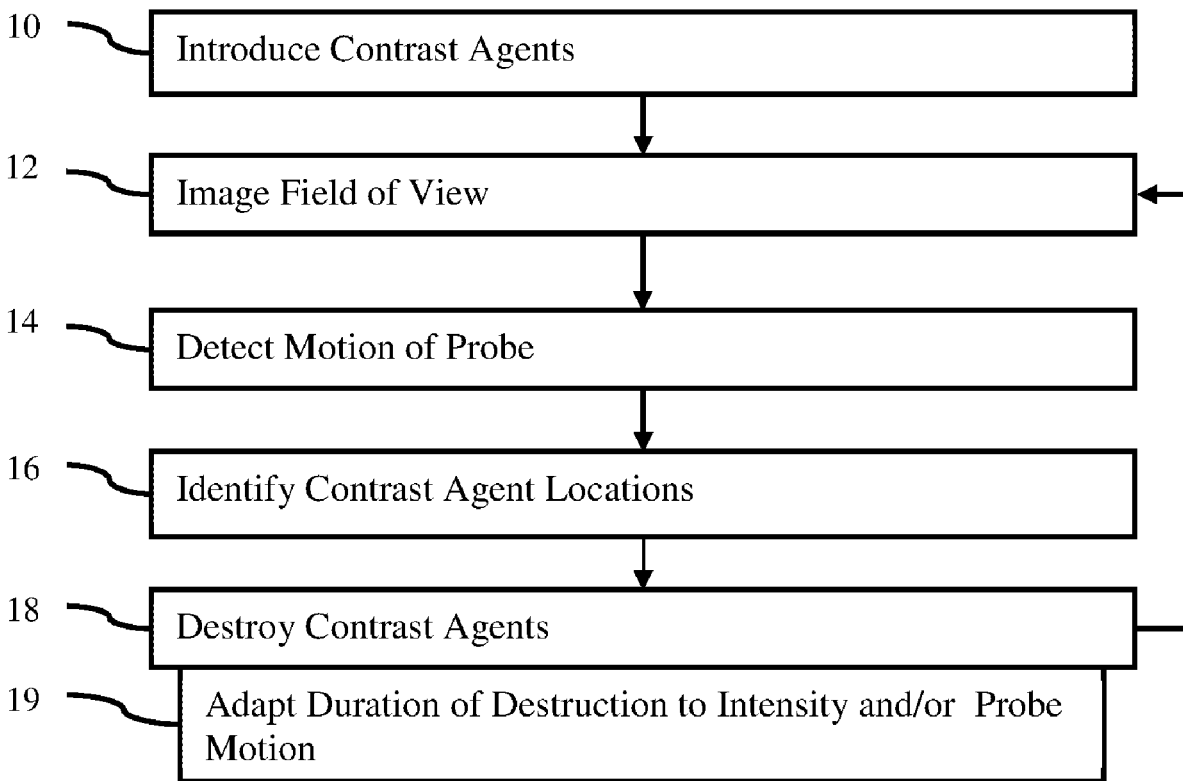 10
Introduce Contrast Agents
12
Image Field of View
14
Detect Motion of Probe
16
Identify Contrast Agent Locations
18
Destroy Contrast Agents
19
Adapt Duration of Destruction to Intensity and/or Probe
Motion